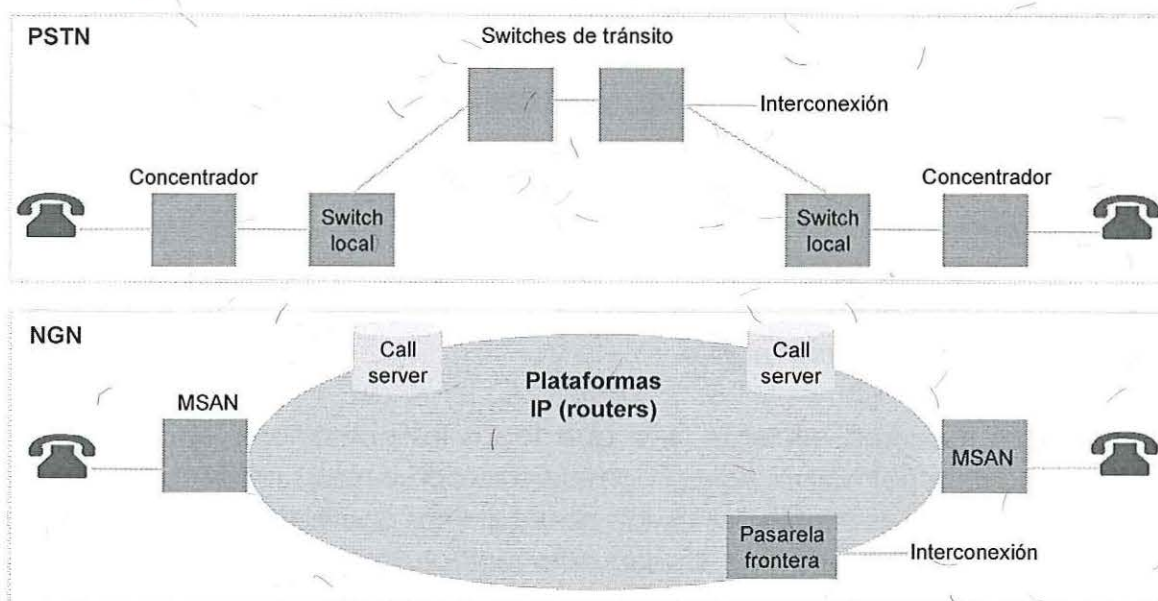 PSTN
Switches de tránsito
Interconexión
Concentrador
Switch
local
Switch
local
Concentrador
NGN
Call
server
Call
server
Plataformas
IP (routers)
MSAN
MSAN
Pasarela
frontera
Interconexión